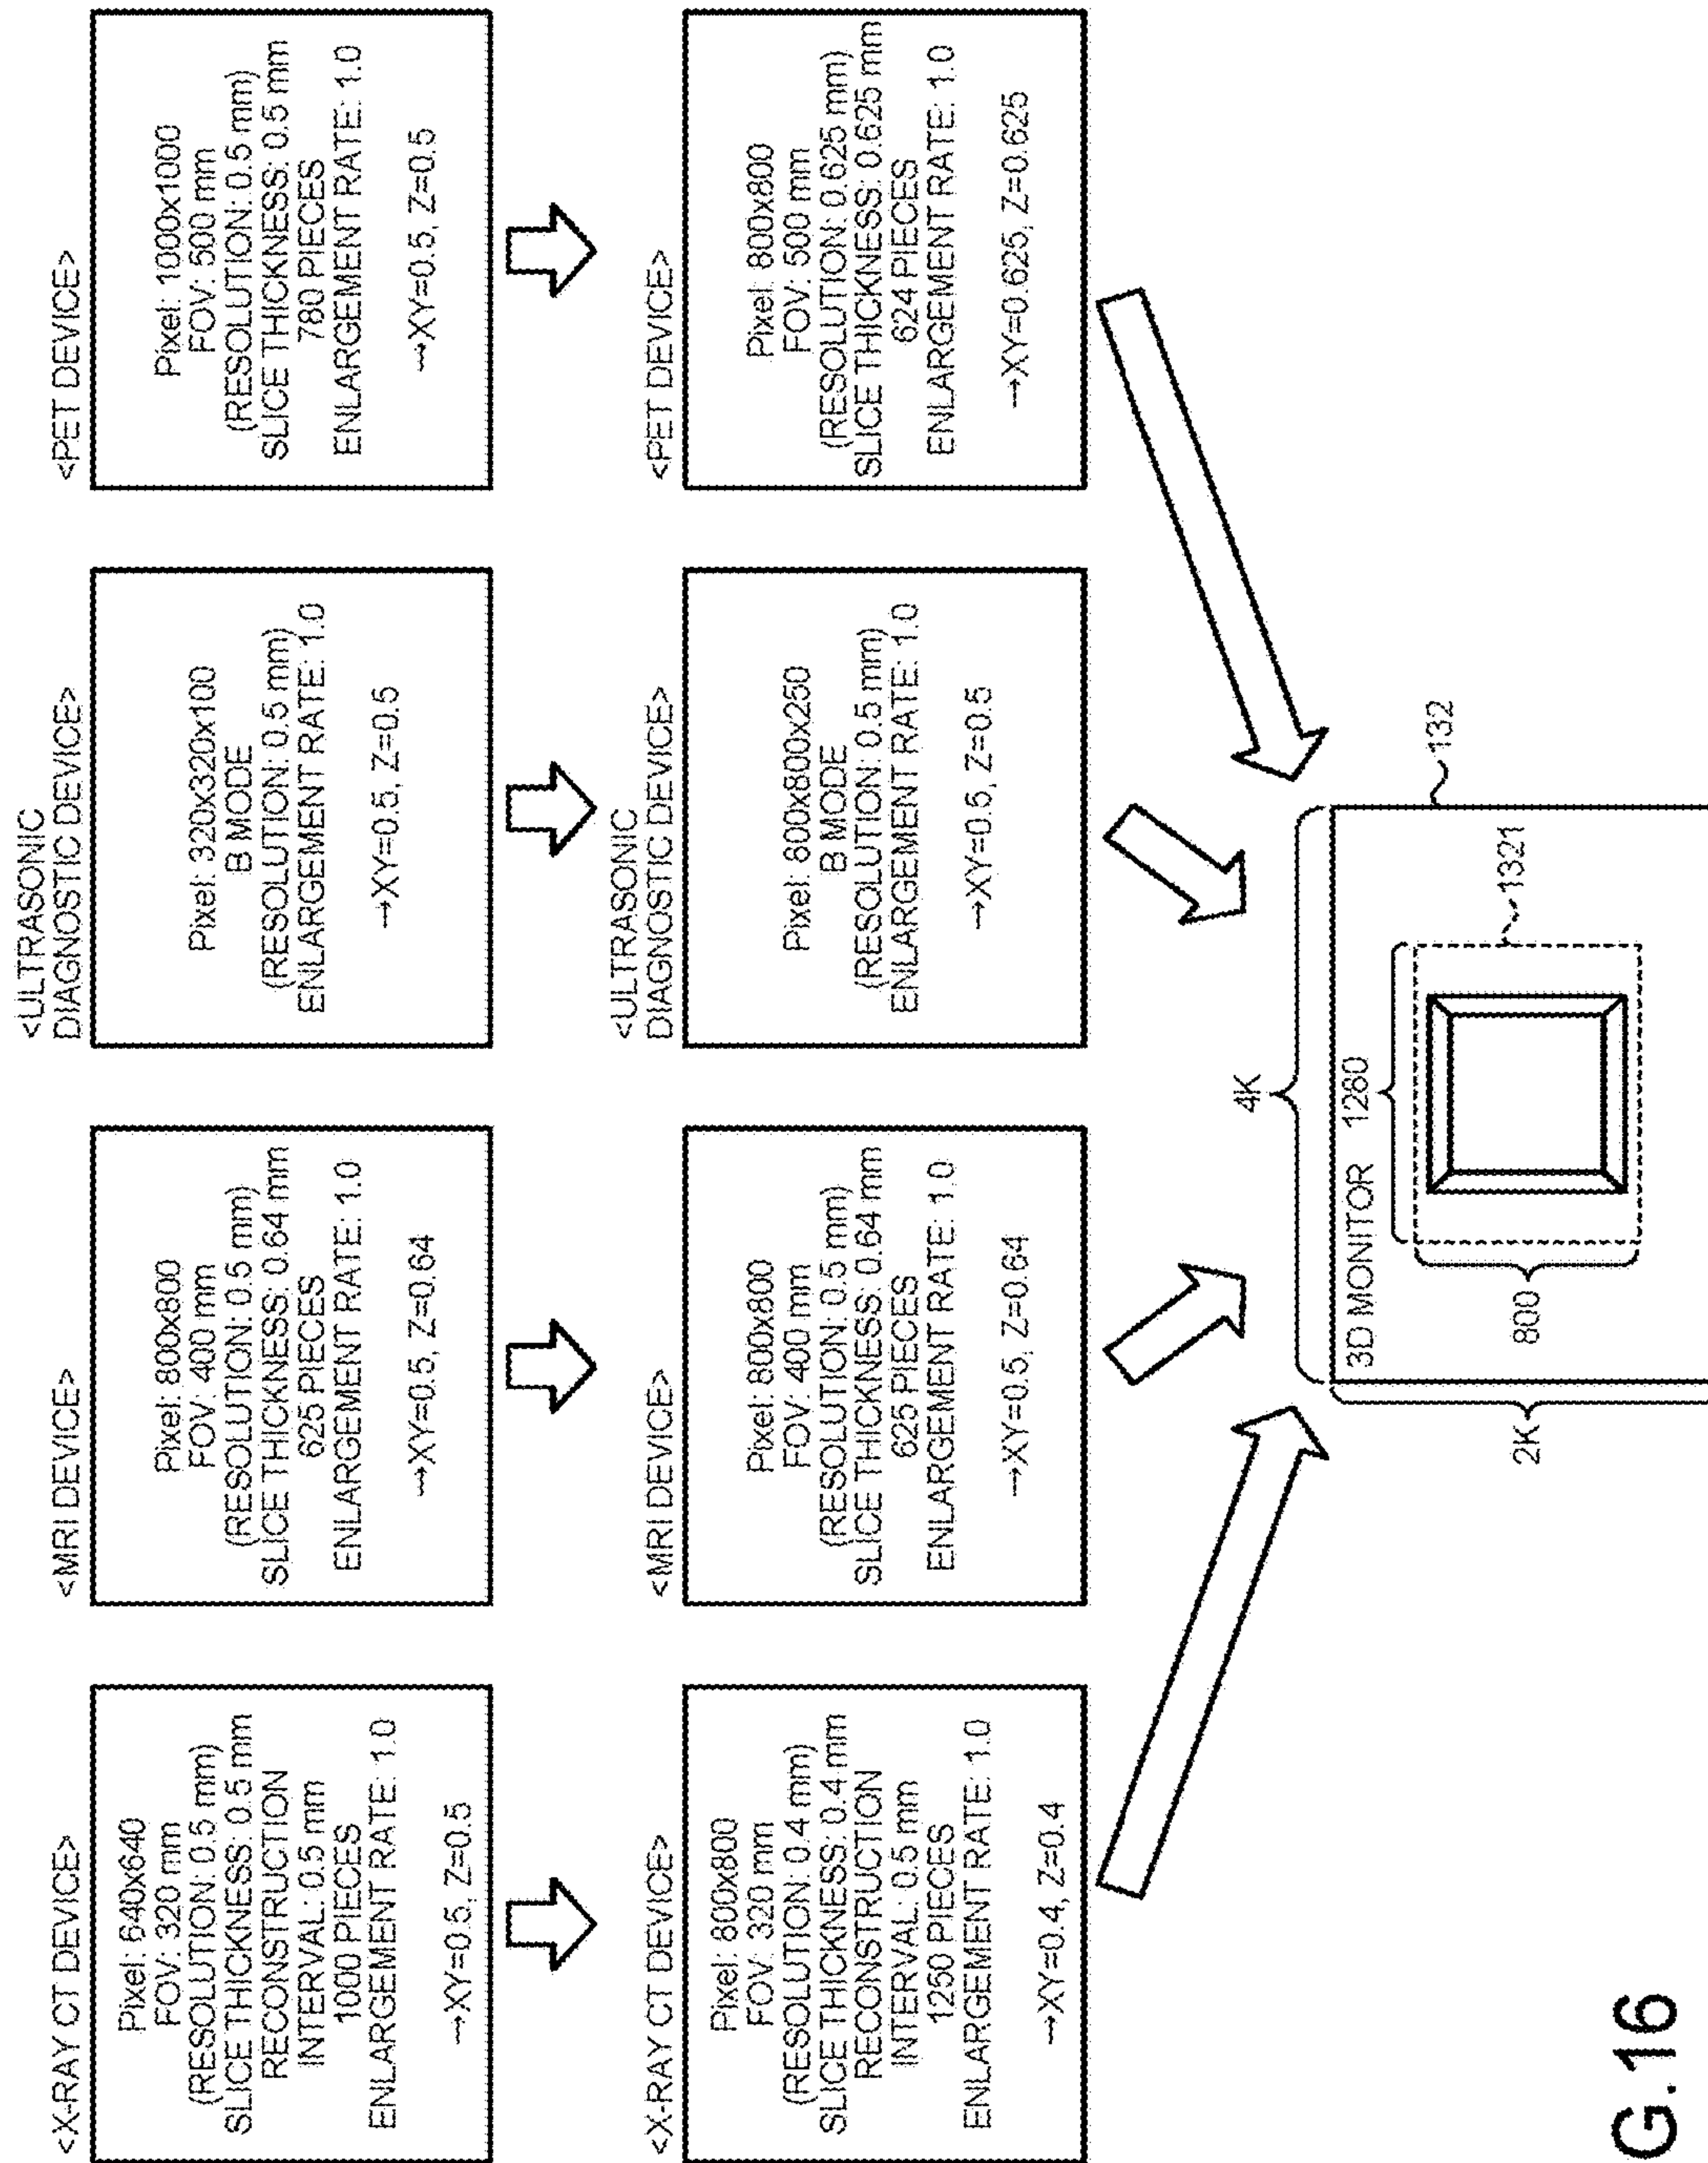 <X-RAY CT DEVICE>
Pixel: 640x640
FOV: 320 mm
(RESOLUTION: 0.5 mm)
SLICE THICKNESS: 0.5 mm
RECONSTRUCTION
INTERVAL: 0.5 mm
1000 PIECES
ENLARGEMENT RATE: 1.0
→XY=0.5, Z=0.5
<MRI DEVICE>
Pixel: 800x800
FOV: 400 mm
(RESOLUTION: 0.5 mm)
SLICE THICKNESS: 0.64 mm
625 PIECES
ENLARGEMENT RATE: 1.0
→XY=0.5, Z=0.64
<ULTRASONIC
DIAGNOSTIC DEVICE>
Pixel: 320x320x100
B MODE
(RESOLUTION: 0.5 mm)
ENLARGEMENT RATE: 1.0
→XY=0.5, Z=0.5
<PET DEVICE>
Pixel: 1000x1000
FOV: 500 mm
(RESOLUTION: 0.5 mm)
SLICE THICKNESS: 0.5 mm
780 PIECES
ENLARGEMENT RATE: 1.0
→XY=0.5, Z=0.5
<X-RAY CT DEVICE>
Pixel: 800x800
FOV: 320 mm
(RESOLUTION: 0.4 mm)
SLICE THICKNESS: 0.4 mm
RECONSTRUCTION
INTERVAL: 0.5 mm
1250 PIECES
ENLARGEMENT RATE: 1.0
→XY=0.4, Z=0.4
<MRI DEVICE>
Pixel: 800x800
FOV: 400 mm
(RESOLUTION: 0.5 mm)
SLICE THICKNESS: 0.64 mm
625 PIECES
ENLARGEMENT RATE: 1.0
→XY=0.5, Z=0.64
<ULTRASONIC
DIAGNOSTIC DEVICE>
Pixel: 800x800x250
B MODE
(RESOLUTION: 0.5 mm)
ENLARGEMENT RATE: 1.0
→XY=0.5, Z=0.5
<PET DEVICE>
Pixel: 800x800
FOV: 500 mm
(RESOLUTION: 0.625 mm)
SLICE THICKNESS: 0.625 mm
624 PIECES
ENLARGEMENT RATE: 1.0
→XY=0.625, Z=0.625
4K
2K
3D MONITOR
1280
800
132
1321
G.16